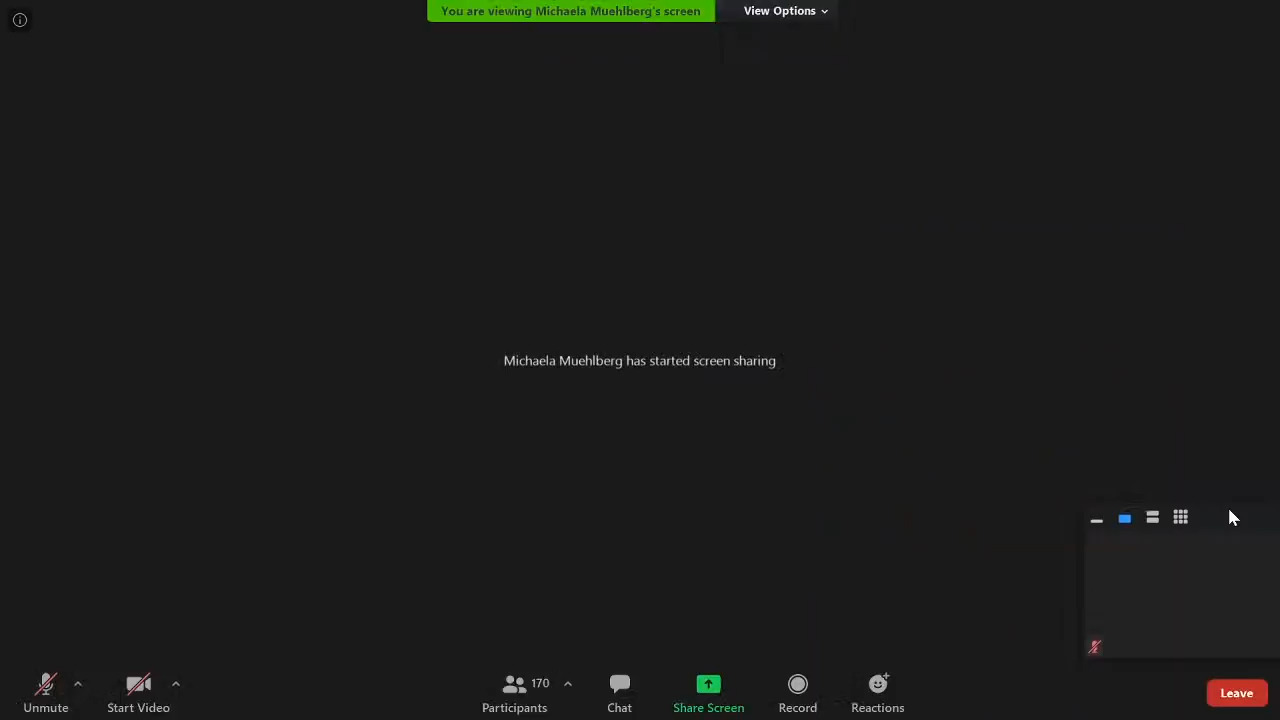 You are viewing Michaela Muehlberg's screen
View Options
Michaela Muehlberg has started screen sharing
Unmute
Start Video
170
Participants
Chat
Share Screen
Record
Reactions
Leave